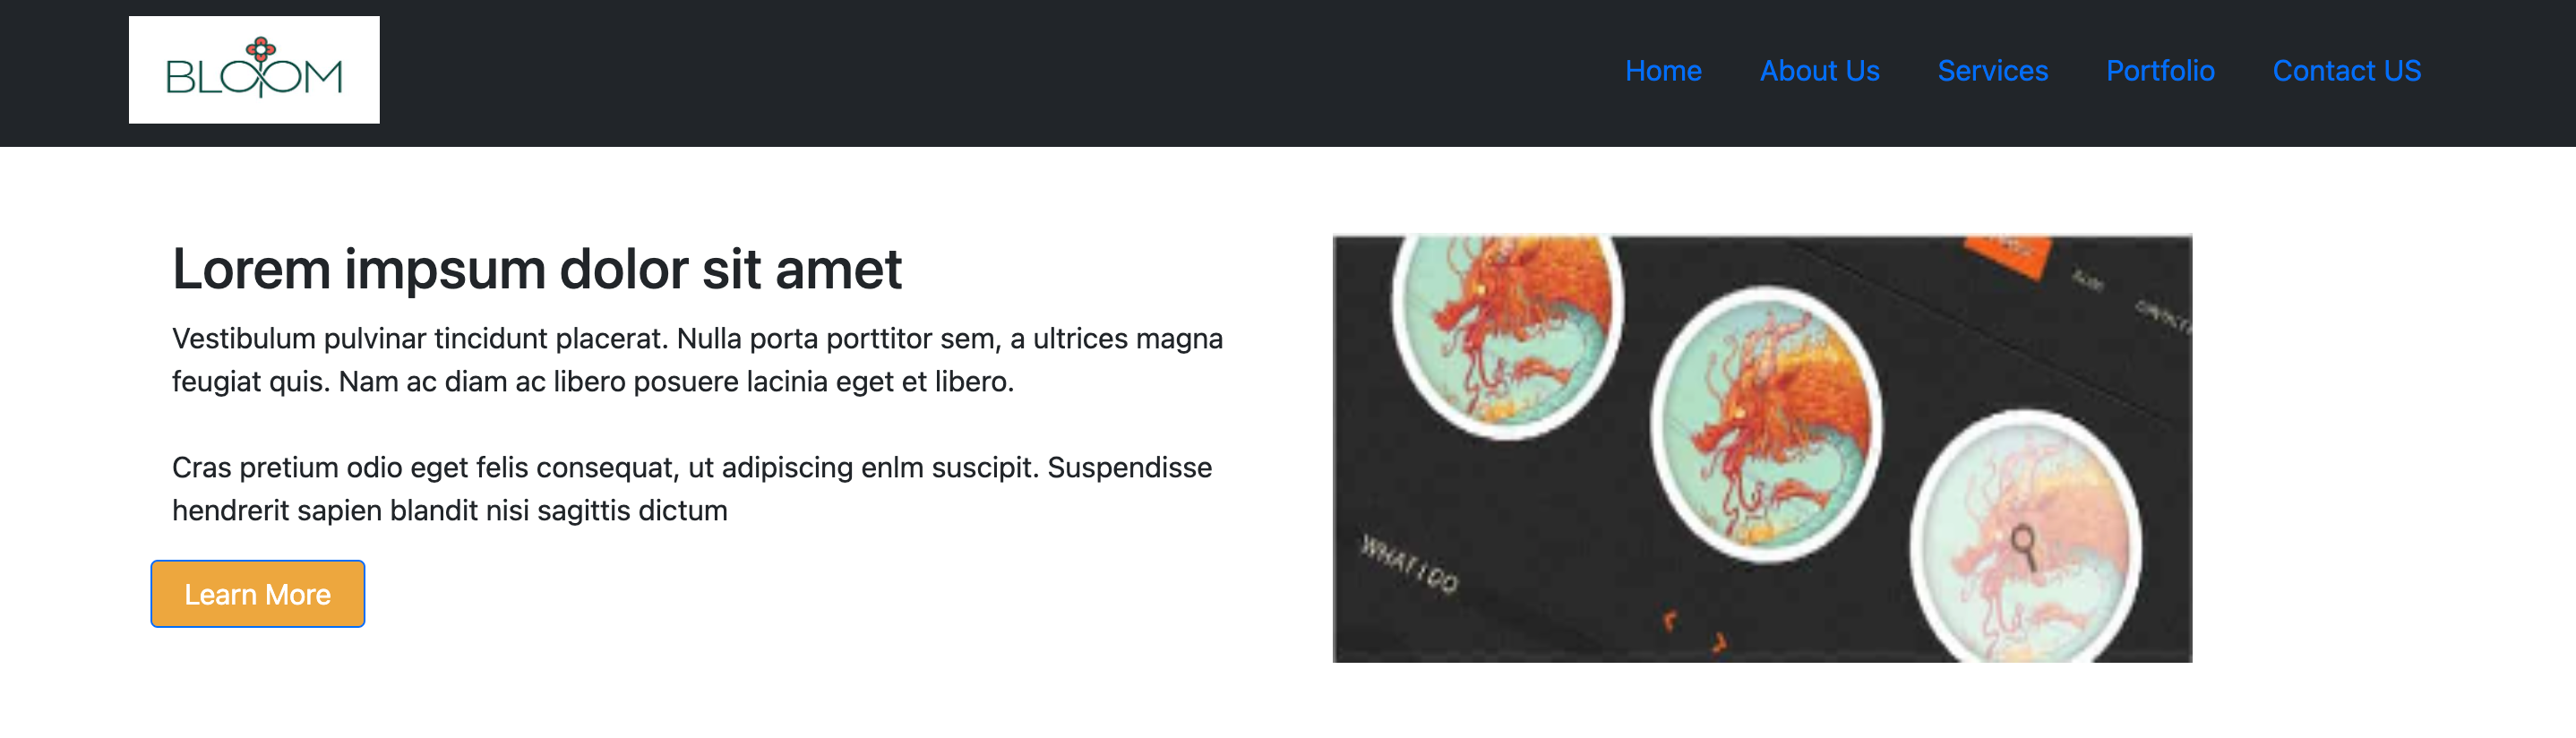 BLOOM
Home About Us Services Portfolio Contact US
Lorem impsum dolor sit amet
Vestibulum pulvinar tincidunt placerat. Nulla porta porttitor sem, a ultrices magna
feugiat quis. Nam ac diam ac libero posuere lacinia eget et libero.
Cras pretium odio eget felis consequat, ut adipiscing enlm suscipit. Suspendisse
hendrerit sapien blandit nisi sagittis dictum
Learn More
WHAT I DO